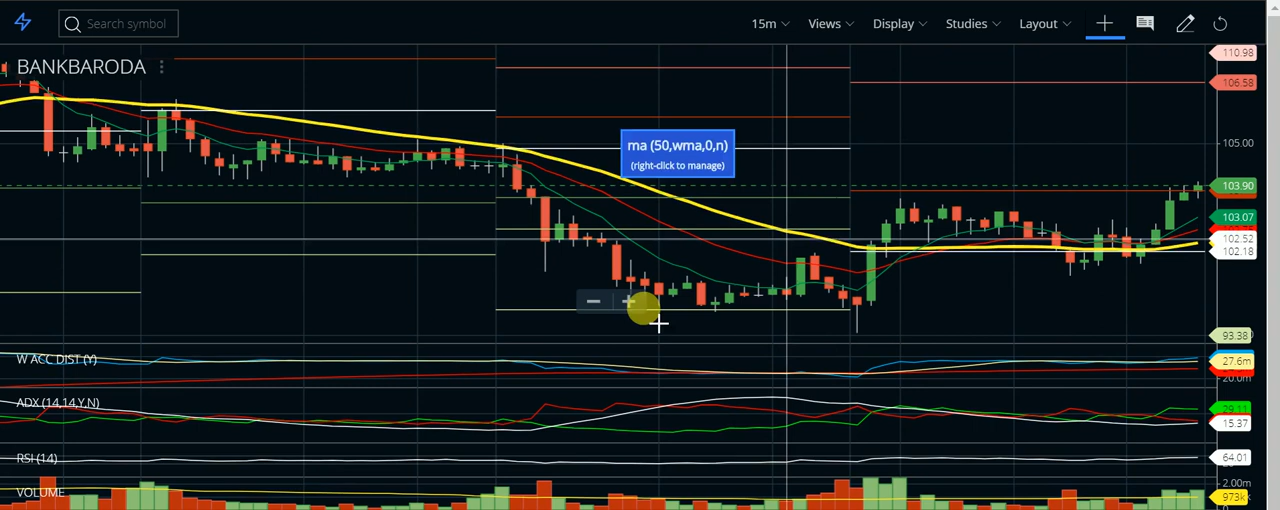 Search symbol
15m
Views
Display
Studies
Layout
BANKBARODA
110.98
106.58
ma (50,wma,0,n)
(right-click to manage)
105.00
103.90
103.07
102.52
102.18
93.38
W ACC DIST (Y)
27.6m
20.0m
ADX (14,14,Y,N)
29.11
15.37
RSI (14)
64.01
VOLUME
2.00m
973k